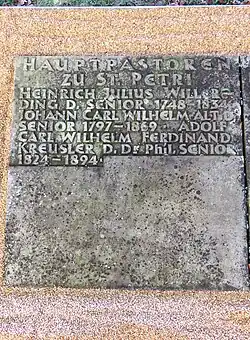 HAUPTPASTOREN
ZU ST. PETRI
HEINRICH JULIUS WILLER-
DING, D. SENIOR 1748-1834
JOHANN CARL WILHELM ALT D.
SENIOR 1797-1869 · ADOLF
CARL WILHELM FERDINAND
KREUSLER D. DR. PHIL. SENIOR
1824-1894·